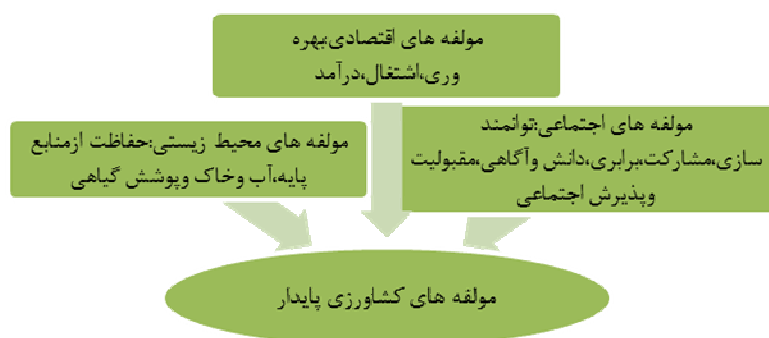 مولفه های اقتصادی:بهره
وری،اشتغال،درآمد
مولفه های اجتماعی:توانمند
سازی،مشارکت،برابری،دانش وآگاهی،مقبولیت
وپذیرش اجتماعی
مولفه های محیط زیستی:حفاظت ازمنابع
پایه،آب وخاک وپوشش گیاهی
مولفه های کشاورزی پایدار